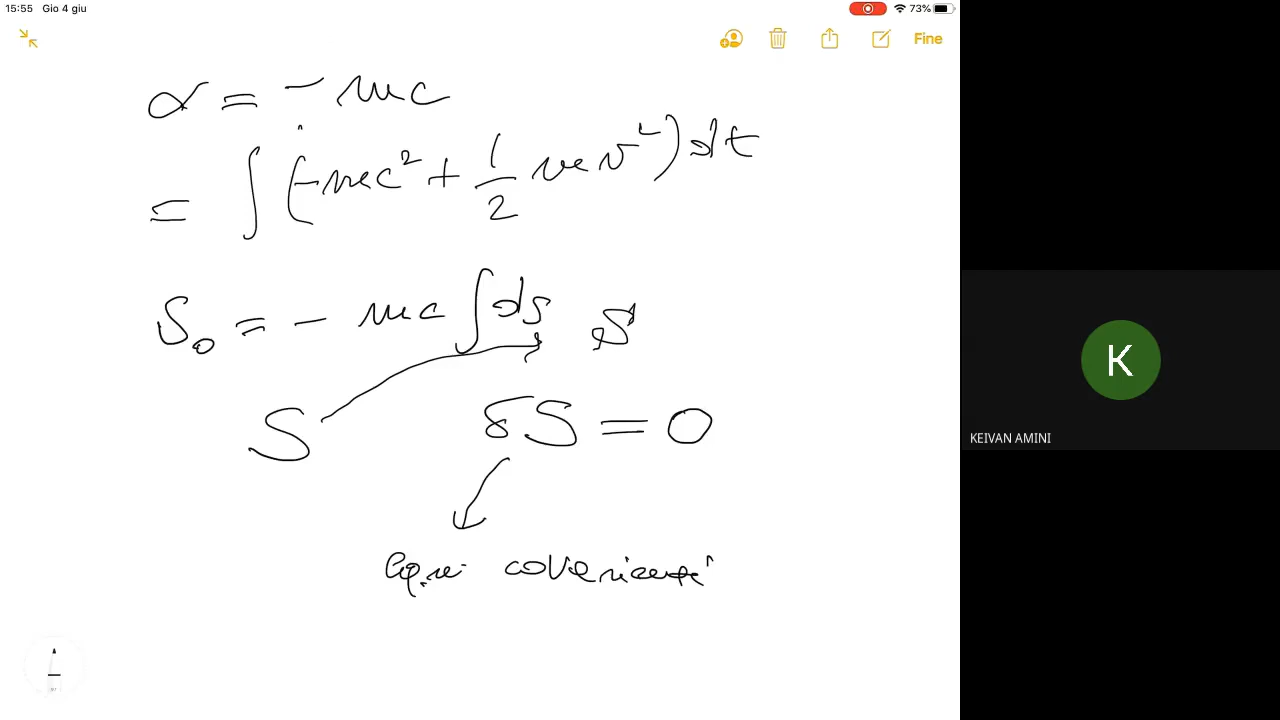 15:55 Gio 4 giu
73%
Fine
α = - mc
= ∫ (-mc² + 1/2 m v²) dt
S₀ = - mc ∫ ds S
S δS = 0
Eq.ni covarianti
K
KEIVAN AMINI